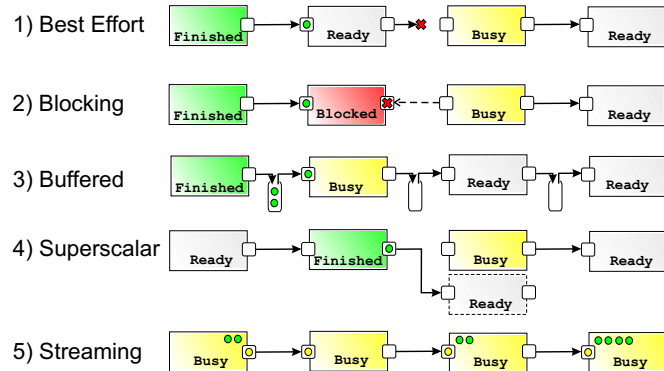 1) Best Effort
Finished Ready Busy Ready
2) Blocking
Finished Blocked Busy Ready
3) Buffered
Finished Busy Ready Ready
4) Superscalar
Ready Finished Busy Ready
Ready
5) Streaming
Busy Busy Busy Busy